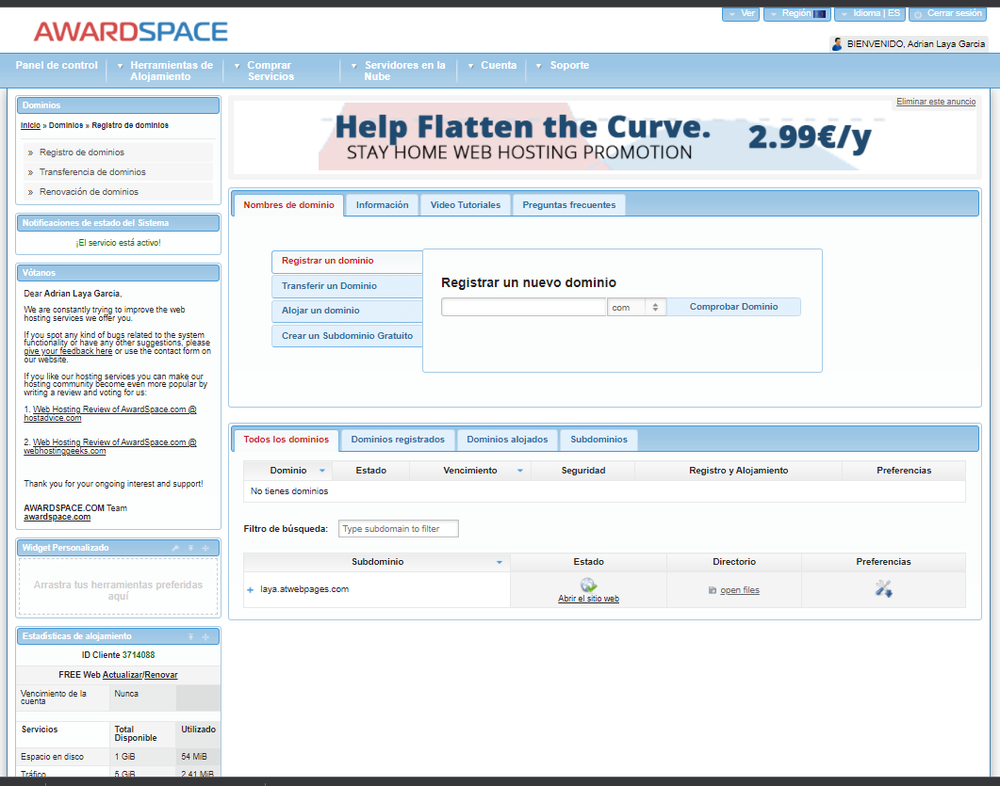 AWARDSPACE
Ver
Región
Idioma | ES
Cerrar sesión
BIENVENIDO, Adrian Laya Garcia
Panel de control
Herramientas de
Alojamiento
Comprar
Servicios
Servidores en la
Nube
Cuenta
Soporte
Dominios
Inicio » Dominios » Registro de dominios
» Registro de dominios
» Transferencia de dominios
» Renovación de dominios
Notificaciones de estado del Sistema
¡El servicio está activo!
Vótanos
Dear Adrian Laya Garcia,
We are constantly trying to improve the web
hosting services we offer you.
If you spot any kind of bugs related to the system
functionality or have any other suggestions, please
give your feedback here or use the contact form on
our website.
If you like our hosting services you can make our
hosting community become even more popular by
writing a review and voting for us:
1. Web Hosting Review of AwardSpace.com @
hostadvice.com
2. Web Hosting Review of AwardSpace.com @
webhostinggeeks.com
Thank you for your ongoing interest and support!
AWARDSPACE.COM Team
awardspace.com
Widget Personalizado
Arrastra tus herramientas preferidas
aquí
Estadísticas de alojamiento
ID Cliente 3714088
FREE Web Actualizar/Renovar
Vencimiento de la
cuenta
Nunca
Servicios
Total
Disponible
Utilizado
Espacio en disco 1 GiB 54 MiB
Tráfico 5 GiB 2.41 MiB
Eliminar este anuncio
Help Flatten the Curve.
STAY HOME WEB HOSTING PROMOTION
2.99€/y
Nombres de dominio
Información
Video Tutoriales
Preguntas frecuentes
Registrar un dominio
Transferir un Dominio
Alojar un dominio
Crear un Subdominio Gratuito
Registrar un nuevo dominio
com
Comprobar Dominio
Todos los dominios
Dominios registrados
Dominios alojados
Subdominios
Dominio Estado Vencimiento Seguridad Registro y Alojamiento Preferencias
No tienes dominios
Filtro de búsqueda: Type subdomain to filter
Subdominio Estado Directorio Preferencias
laya.atwebpages.com
Abrir el sitio web
open files